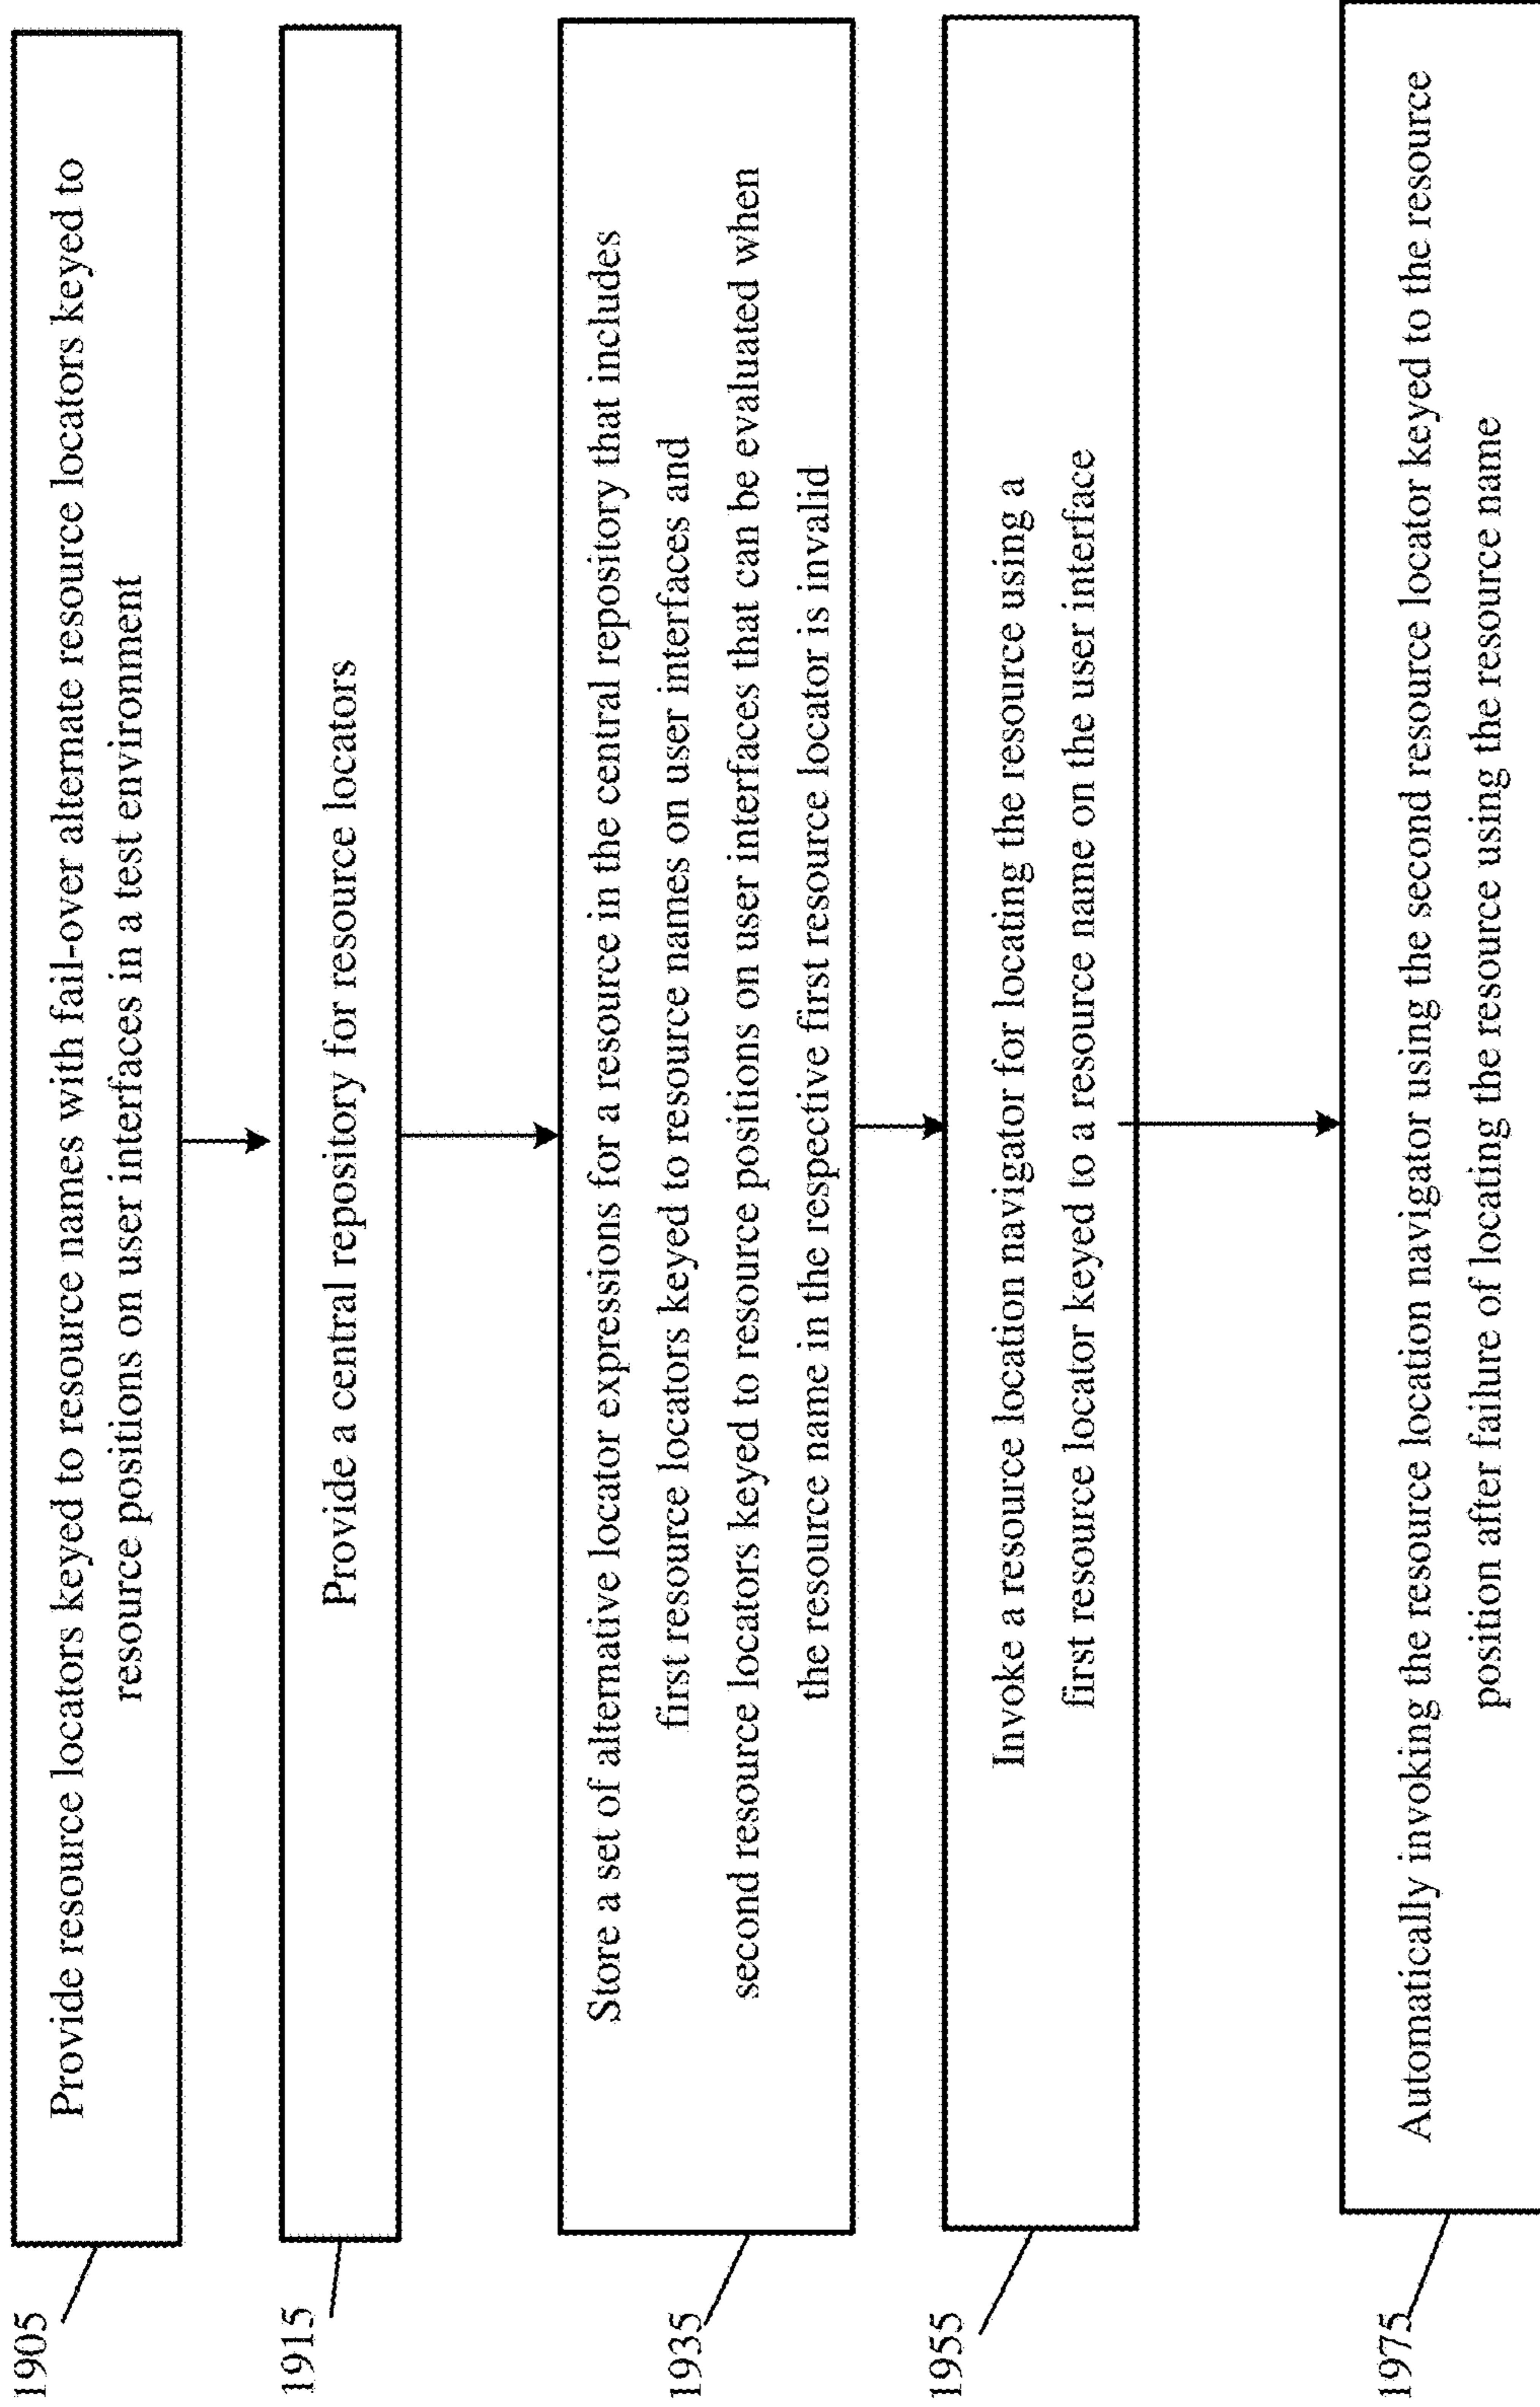 1905
Provide resource locators keyed to resource names with fail-over alternate resource locators keyed to
resource positions on user interfaces in a test environment
1915
Provide a central repository for resource locators
1935
Store a set of alternative locator expressions for a resource in the central repository that includes
first resource locators keyed to resource names on user interfaces and
second resource locators keyed to resource positions on user interfaces that can be evaluated when
the resource name in the respective first resource locator is invalid
1955
Invoke a resource location navigator for locating the resource using a
first resource locator keyed to a resource name on the user interface
1975
Automatically invoking the resource location navigator using the second resource locator keyed to the resource
position after failure of locating the resource using the resource name